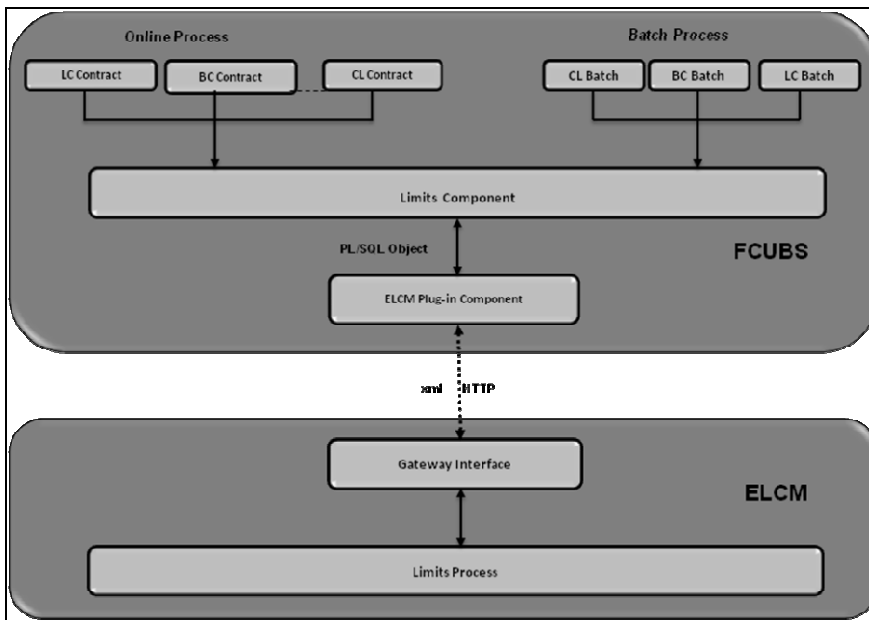 Online Process
Batch Process
LC Contract
BC Contract
CL Contract
CL Batch
BC Batch
LC Batch
Limits Component
PL/SQL Object
FCUBS
ELCM Plug-in Component
xml HTTP
Gateway Interface
ELCM
Limits Process